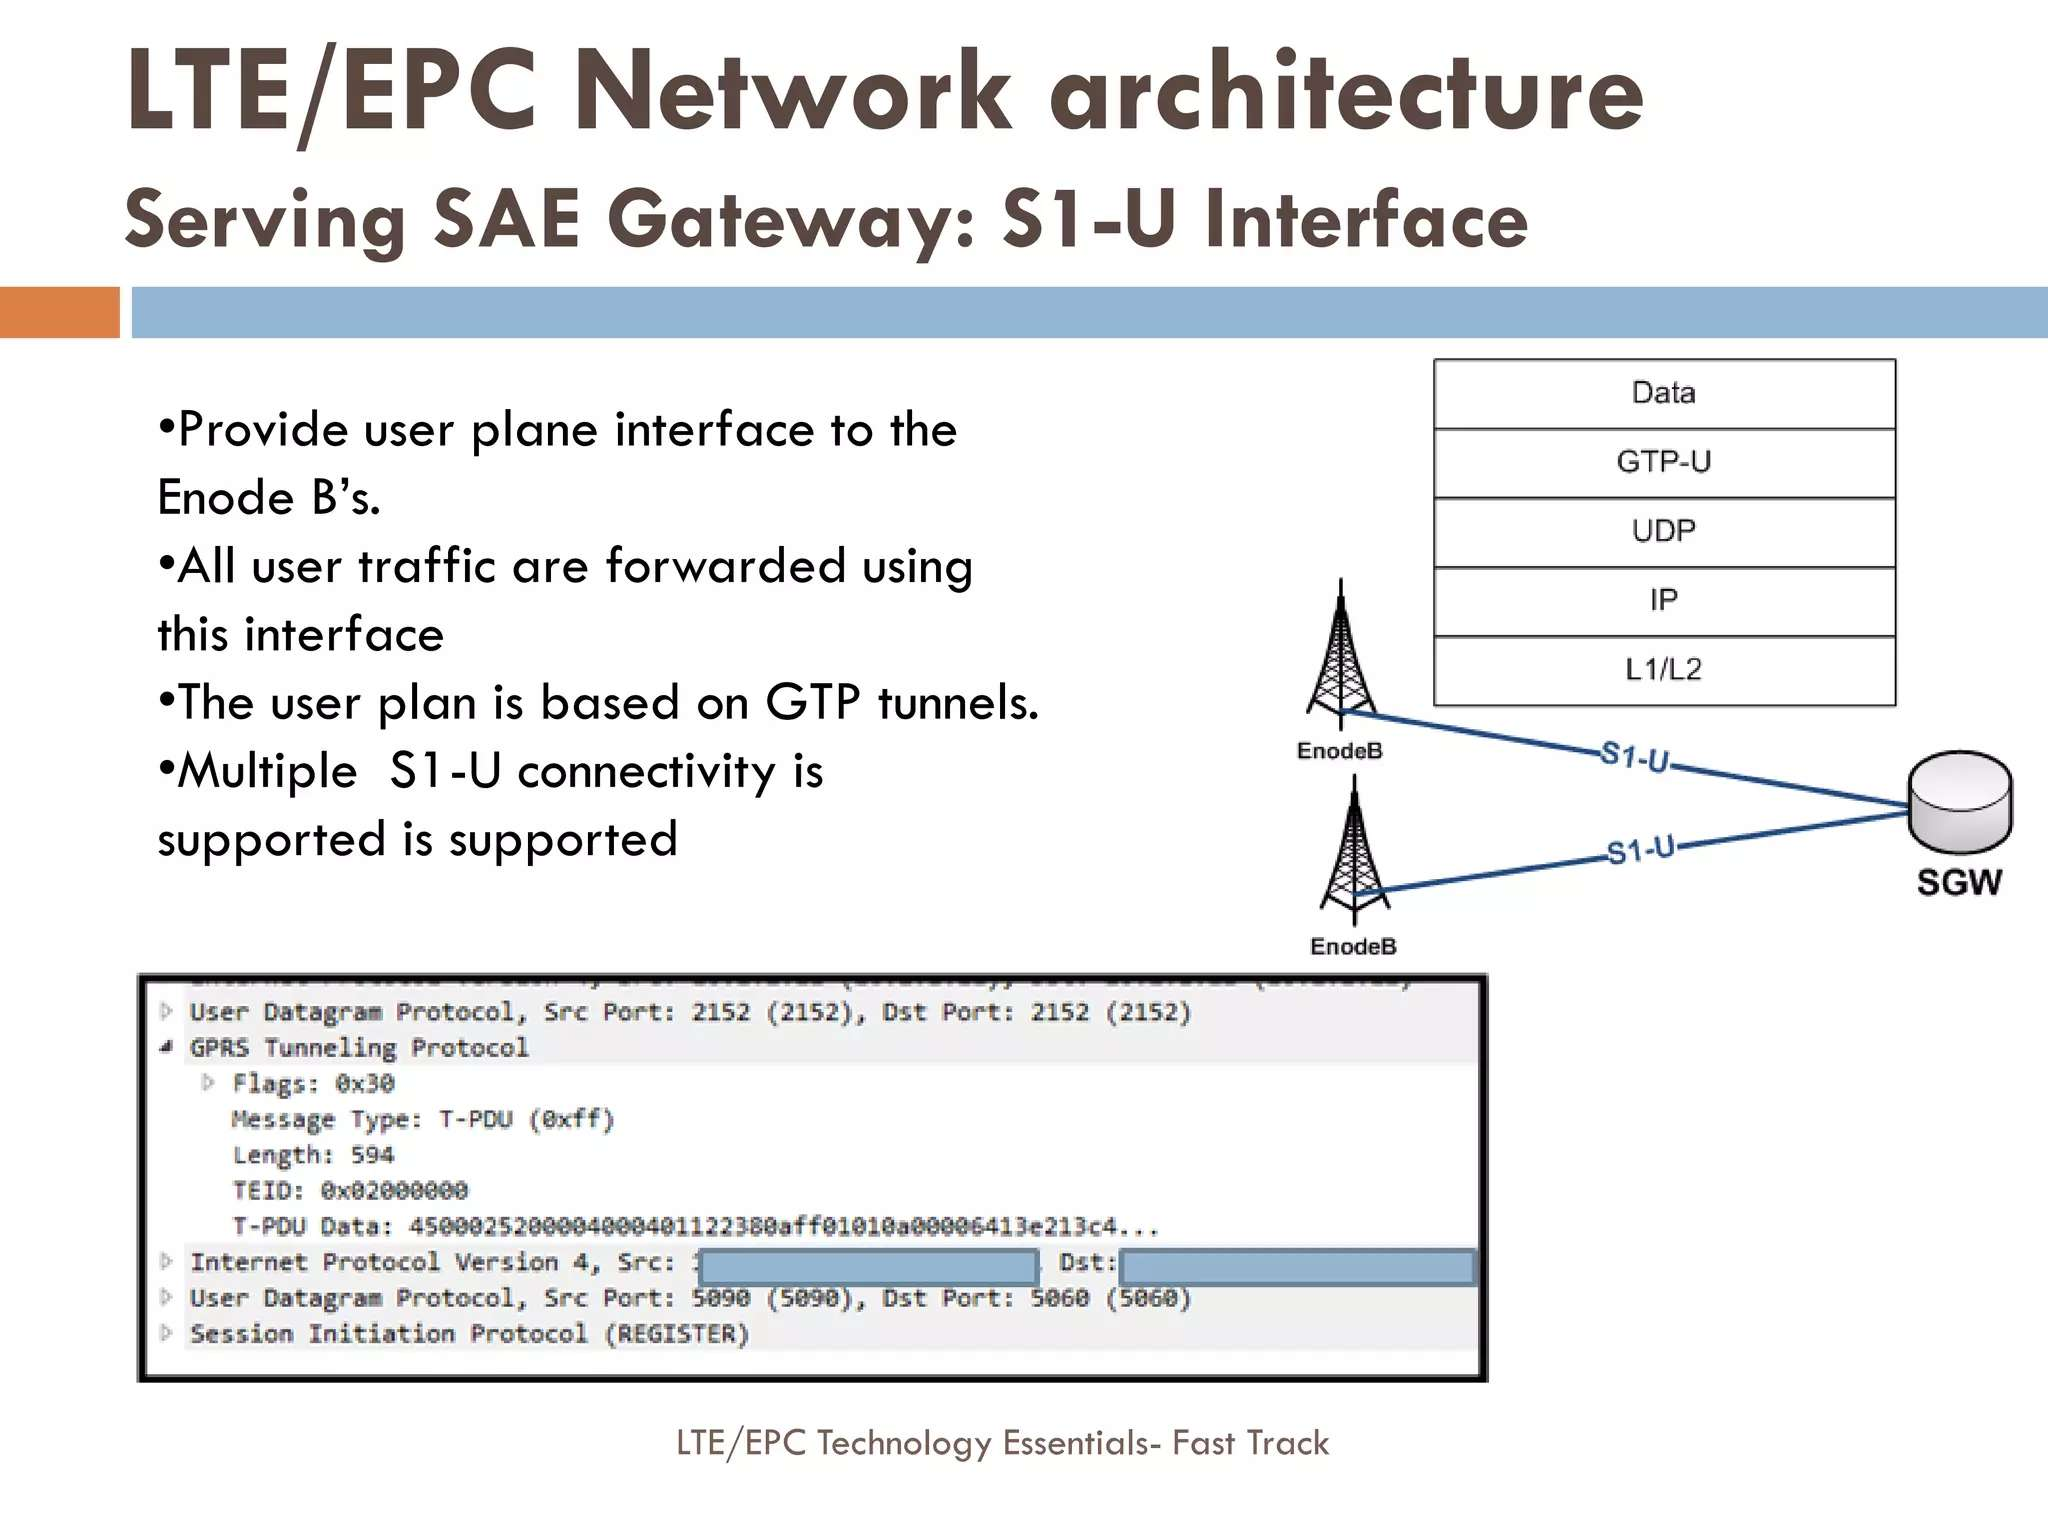 LTE/EPC Network architecture
Serving SAE Gateway: S1-U Interface
•Provide user plane interface to the
Enode B’s.
•All user traffic are forwarded using
this interface
•The user plan is based on GTP tunnels.
•Multiple  S1-U connectivity is
supported is supported
Data
GTP-U
UDP
IP
L1/L2
EnodeB
S1-U
S1-U
SGW
EnodeB
User Datagram Protocol, Src Port: 2152 (2152), Dst Port: 2152 (2152)
GPRS Tunneling Protocol
Flags: 0x30
Message Type: T-PDU (0xff)
Length: 594
TEID: 0x02000000
T-PDU Data: 4500025200004000401122380aff01010a00006413e213c4...
Internet Protocol Version 4, Src: Dst:
User Datagram Protocol, Src Port: 5090 (5090), Dst Port: 5060 (5060)
Session Initiation Protocol (REGISTER)
LTE/EPC Technology Essentials- Fast Track